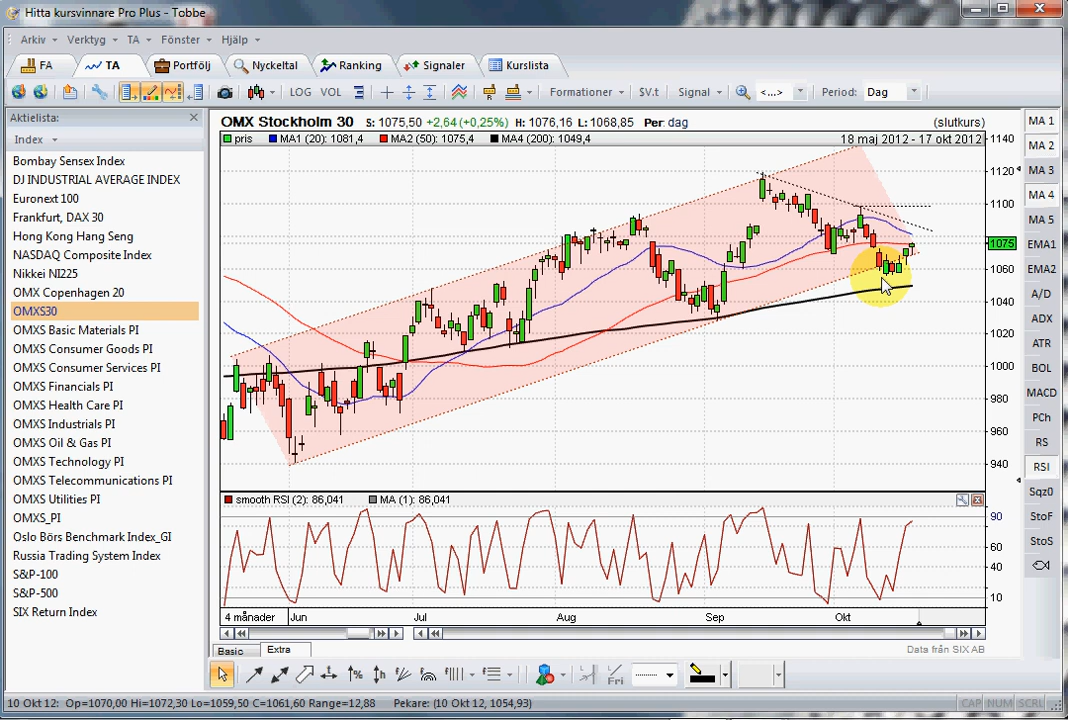 Hitta kursvinnare Pro Plus - Tobbe
Arkiv Verktyg TA Fönster Hjälp
FA TA Portfölj Nyckeltal Ranking Signaler Kurslista
LOG VOL Formationer $V.t Signal <...> Period: Dag
Aktielista:
Index
Bombay Sensex Index
DJ INDUSTRIAL AVERAGE INDEX
Euronext 100
Frankfurt, DAX 30
Hong Kong Hang Seng
NASDAQ Composite Index
Nikkei NI225
OMX Copenhagen 20
OMXS30
OMXS Basic Materials PI
OMXS Consumer Goods PI
OMXS Consumer Services PI
OMXS Financials PI
OMXS Health Care PI
OMXS Industrials PI
OMXS Oil & Gas PI
OMXS Technology PI
OMXS Telecommunications PI
OMXS Utilities PI
OMXS_PI
Oslo Börs Benchmark Index_GI
Russia Trading System Index
S&P-100
S&P-500
SIX Return Index
OMX Stockholm 30 S: 1075,50 +2,64 (+0,25%) H: 1076,16 L: 1068,85 Per: dag (slutkurs)
pris MA1 (20): 1081,4 MA2 (50): 1075,4 MA4 (200): 1049,4 18 maj 2012 - 17 okt 2012
1140
1120
1100
1075
1060
1040
1020
1000
980
960
940
smooth RSI (2): 86,041 MA (1): 86,041
90
60
40
10
4 månader Jun Jul Aug Sep Okt
Basic Extra Data från SIX AB
MA 1
MA 2
MA 3
MA 4
MA 5
EMA1
EMA2
A/D
ADX
ATR
BOL
MACD
PCh
RS
RSI
Sqz0
StoF
StoS
% h Fri
10 Okt 12: Op=1070,00 Hi=1072,30 Lo=1059,50 C=1061,60 Range=12,88 Pekare: (10 Okt 12, 1054,93) CAP NUM SCRL